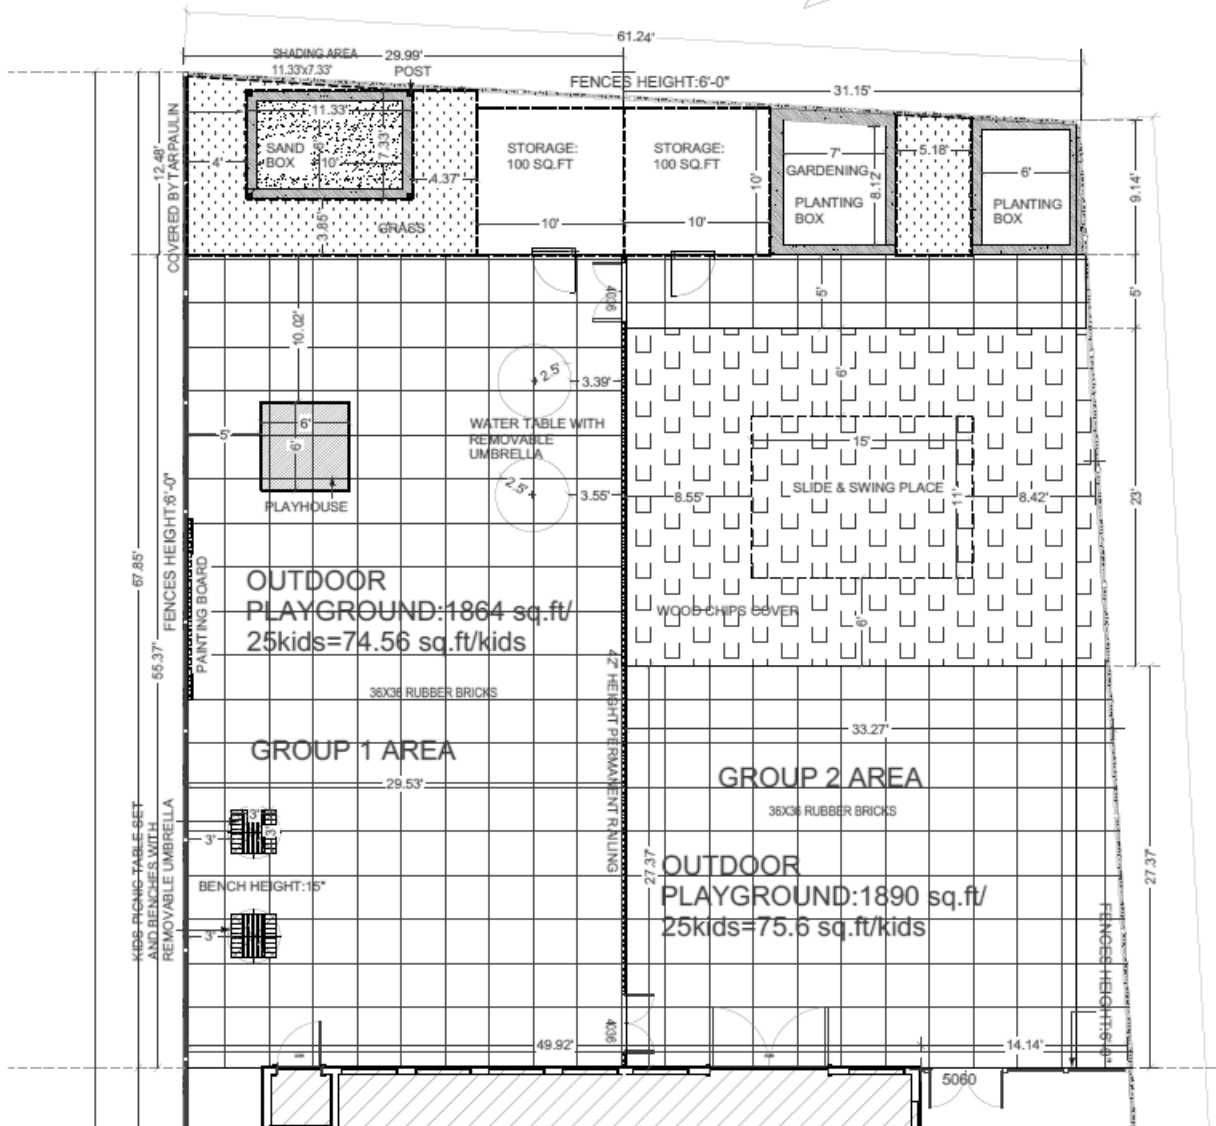 61.24'
SHADING AREA
11.33'x7.33'
29.99'
POST
FENCES HEIGHT:6'-0"
31.15'
12.48'
COVERED BY TARPAULIN
11.33'
SAND
BOX
6'
10'
7.33'
4'
4.37'
3.85'
GRASS
STORAGE:
100 SQ.FT
10'
STORAGE:
100 SQ.FT
10'
10'
7'
GARDENING
8.12'
PLANTING
BOX
5.18'
6'
PLANTING
BOX
9.14'
10.02'
4036
5'
5'
2.5'
3.39'
6'
5'
6'
6'
WATER TABLE WITH
REMOVABLE
UMBRELLA
2.5'
3.55'
PLAYHOUSE
15'
SLIDE & SWING PLACE
8.55'
11'
8.42'
23'
6'
WOOD CHIPS COVER
FENCES HEIGHT:6'-0"
67.85'
55.37'
PAINTING BOARD
OUTDOOR
PLAYGROUND:1864 sq.ft/
25kids=74.56 sq.ft/kids
36X36 RUBBER BRICKS
42" HEIGHT PERMANENT RAILING
GROUP 1 AREA
29.53'
33.27'
GROUP 2 AREA
36X36 RUBBER BRICKS
KIDS PICNIC TABLE SET
AND BENCHES WITH
REMOVABLE UMBRELLA
3'
3'
3'
BENCH HEIGHT:15"
3'
27.37'
OUTDOOR
PLAYGROUND:1890 sq.ft/
25kids=75.6 sq.ft/kids
27.37'
FENCES HEIGHT:6'-0"
4036
49.92'
14.14'
5060